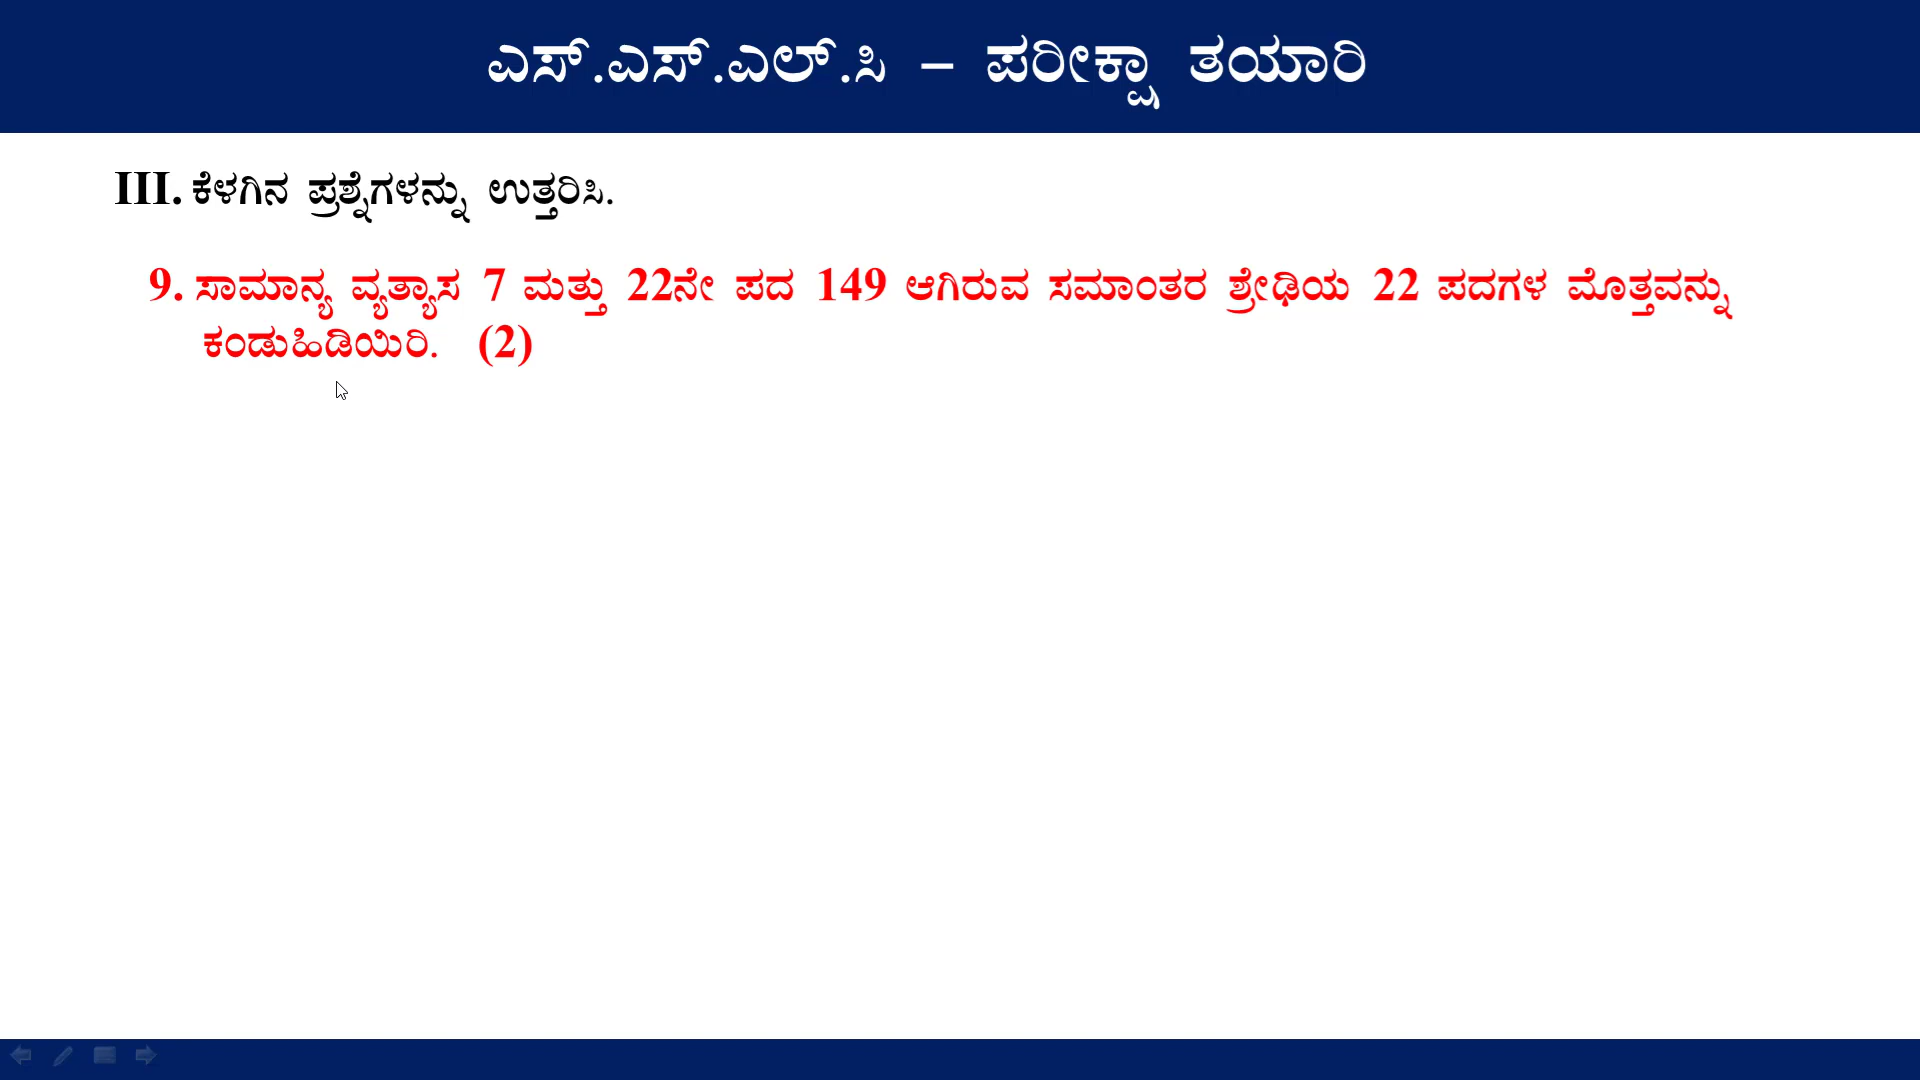 ಎಸ್.ಎಸ್.ಎಲ್.ಸಿ – ಪರೀಕ್ಷಾ ತಯಾರಿ
III. ಕೆಳಗಿನ ಪ್ರಶ್ನೆಗಳನ್ನು ಉತ್ತರಿಸಿ.
9. ಸಾಮಾನ್ಯ ವ್ಯತ್ಯಾಸ 7 ಮತ್ತು 22ನೇ ಪದ 149 ಆಗಿರುವ ಸಮಾಂತರ ಶ್ರೇಢಿಯ 22 ಪದಗಳ ಮೊತ್ತವನ್ನು
ಕಂಡುಹಿಡಿಯಿರಿ. (2)